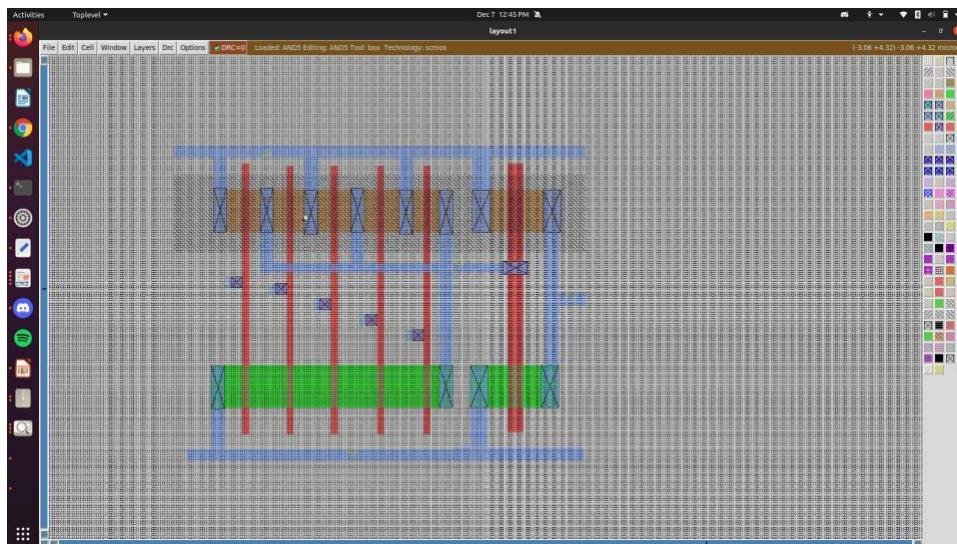 Activities Toplevel Dec 7 12:45 PM
layout1
File Edit Cell Window Layers Drc Options DRC=0 Loaded: AND5 Editing: AND5 Tool: box Technology: scmos (-3.06 +4.32) -3.06 +4.32 micro